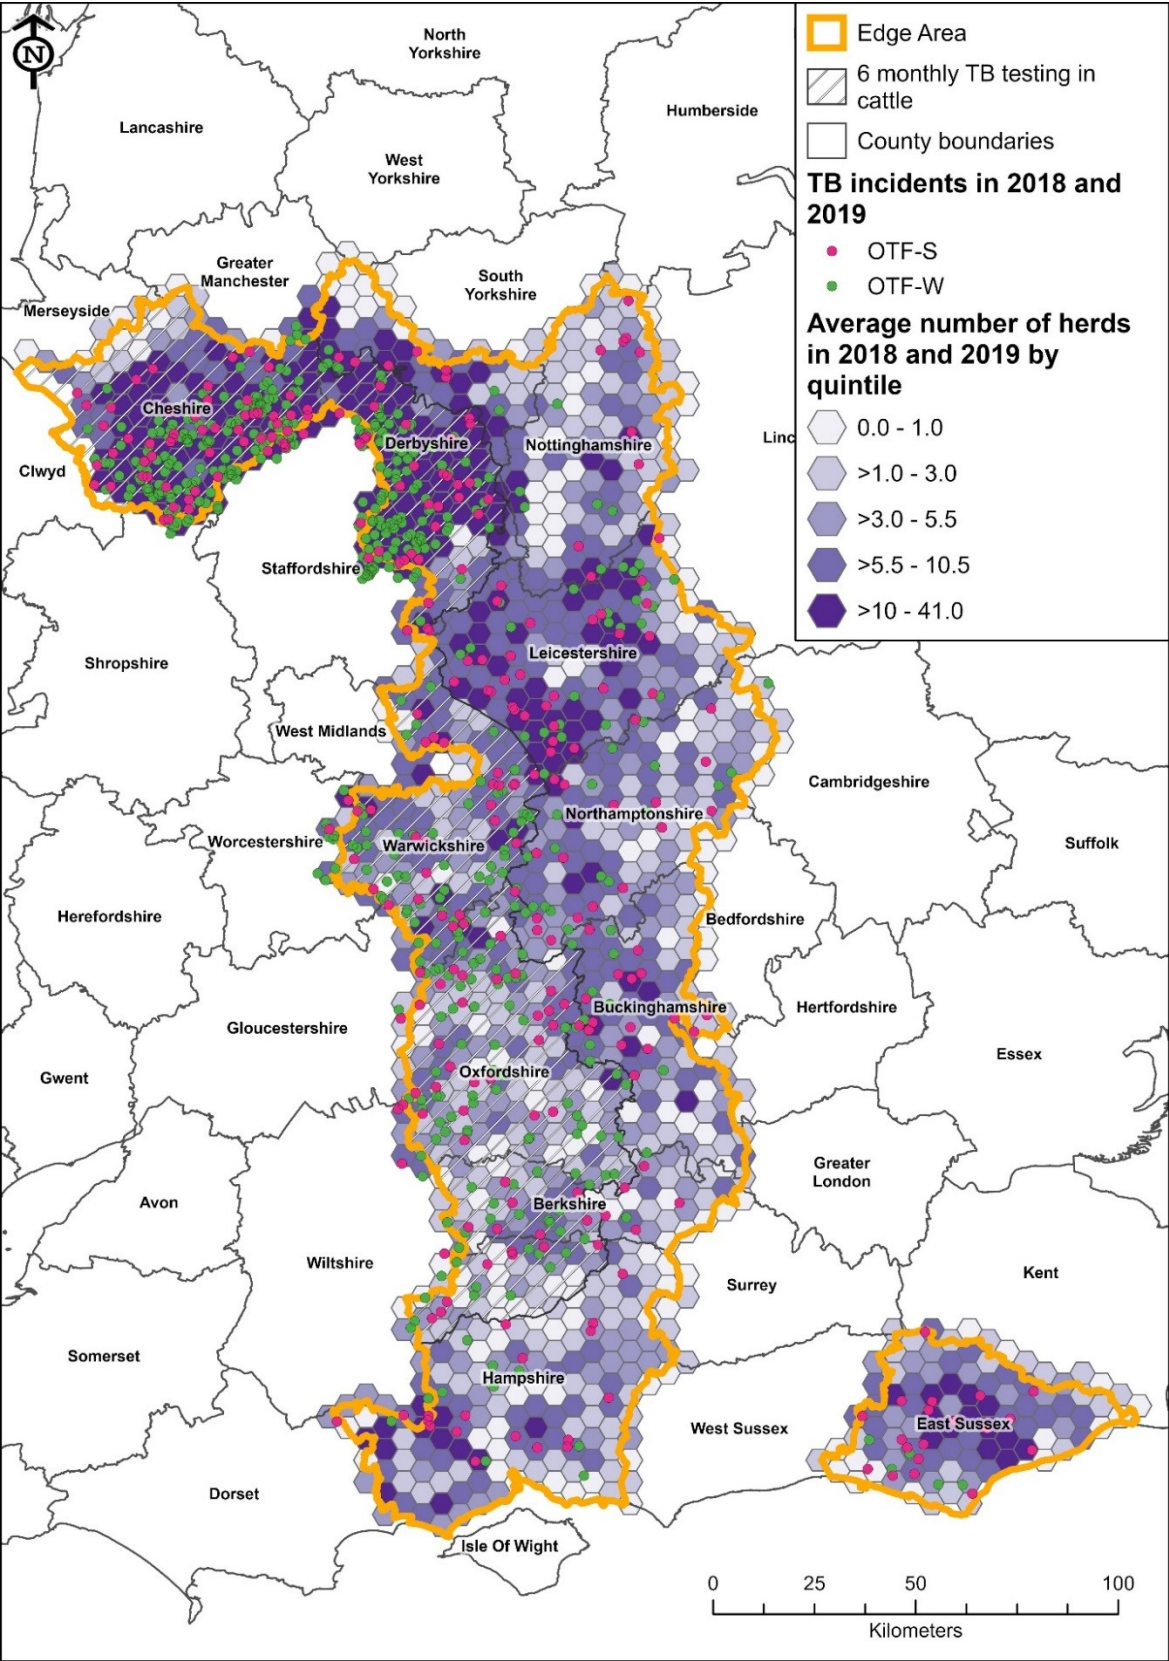 N
North
Yorkshire
Lancashire
Humberside
West
Yorkshire
Greater
Manchester
South
Yorkshire
Merseyside
Cheshire
Derbyshire
Nottinghamshire
Linc
Clwyd
Staffordshire
Leicestershire
Shropshire
West Midlands
Cambridgeshire
Northamptonshire
Worcestershire
Warwickshire
Suffolk
Herefordshire
Bedfordshire
Buckinghamshire
Hertfordshire
Gloucestershire
Essex
Gwent
Oxfordshire
Greater
London
Avon
Berkshire
Wiltshire
Surrey
Kent
Somerset
Hampshire
West Sussex
East Sussex
Dorset
Isle Of Wight
Edge Area
6 monthly TB testing in
cattle
County boundaries
TB incidents in 2018 and
2019
OTF-S
OTF-W
Average number of herds
in 2018 and 2019 by
quintile
0.0 - 1.0
>1.0 - 3.0
>3.0 - 5.5
>5.5 - 10.5
>10 - 41.0
0 25 50 100
Kilometers